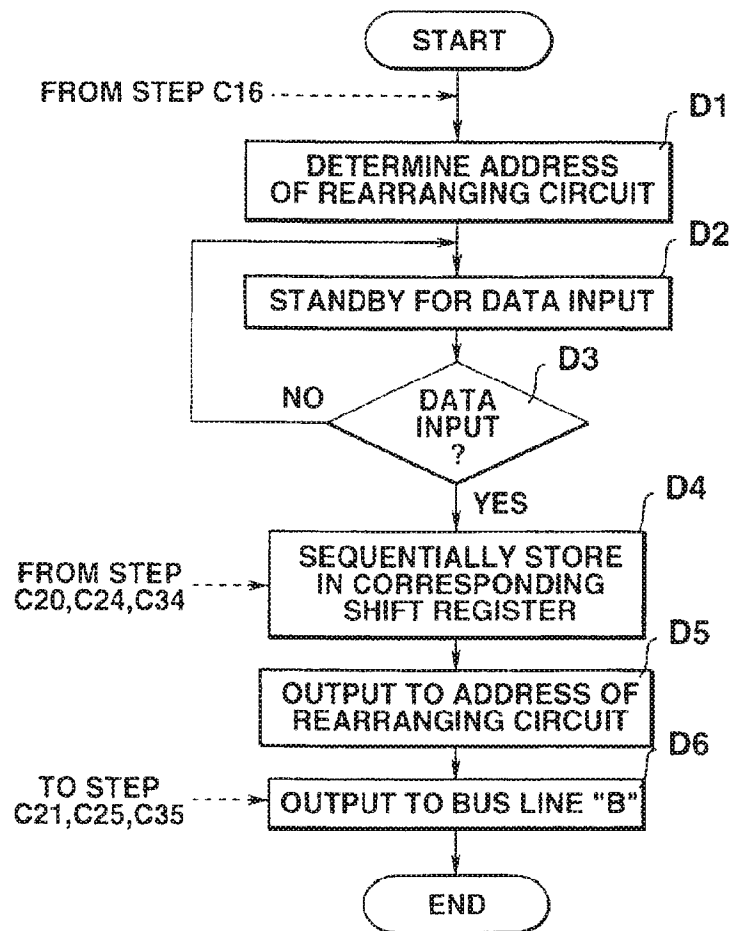 START
FROM STEP C16
D1
DETERMINE ADDRESS
OF REARRANGING CIRCUIT
D2
STANDBY FOR DATA INPUT
D3
NO
DATA
INPUT
?
YES
D4
SEQUENTIALLY STORE
IN CORRESPONDING
SHIFT REGISTER
FROM STEP
C20,C24,C34
D5
OUTPUT TO ADDRESS OF
REARRANGING CIRCUIT
D6
TO STEP
C21,C25,C35
OUTPUT TO BUS LINE "B"
END